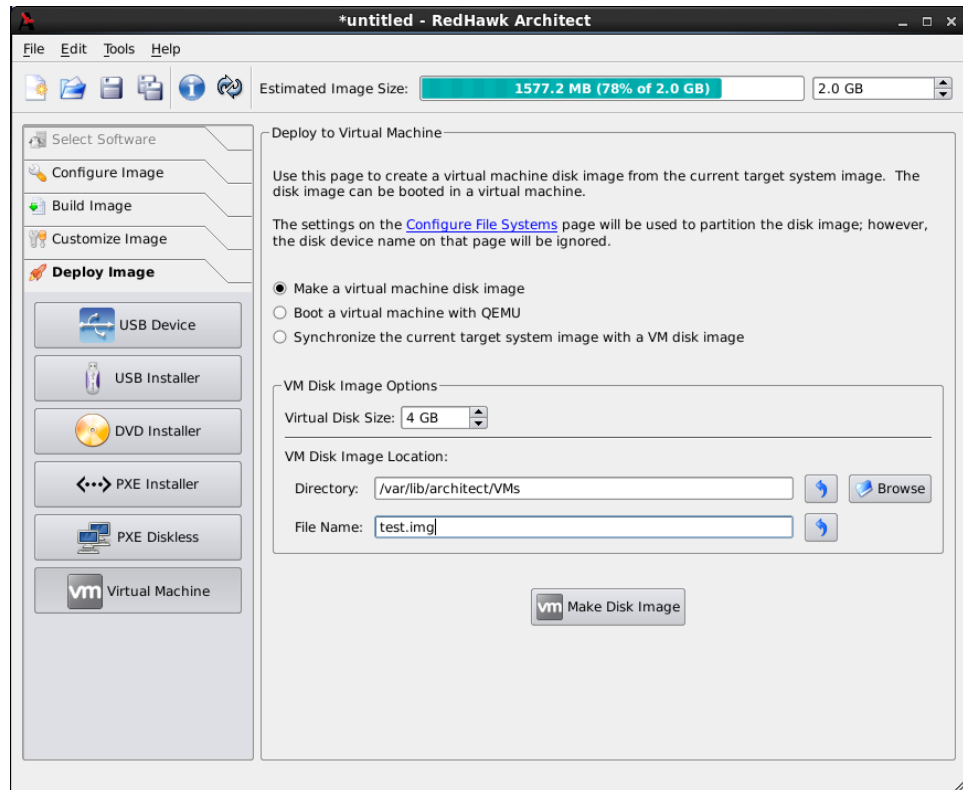 *untitled - RedHawk Architect
File Edit Tools Help
Estimated Image Size: 1577.2 MB (78% of 2.0 GB) 2.0 GB
Select Software
Configure Image
Build Image
Customize Image
Deploy Image
USB Device
USB Installer
DVD Installer
PXE Installer
PXE Diskless
vm Virtual Machine
Deploy to Virtual Machine
Use this page to create a virtual machine disk image from the current target system image. The
disk image can be booted in a virtual machine.
The settings on the Configure File Systems page will be used to partition the disk image; however,
the disk device name on that page will be ignored.
Make a virtual machine disk image
Boot a virtual machine with QEMU
Synchronize the current target system image with a VM disk image
VM Disk Image Options
Virtual Disk Size: 4 GB
VM Disk Image Location:
Directory: /var/lib/architect/VMs Browse
File Name: test.img
vm Make Disk Image